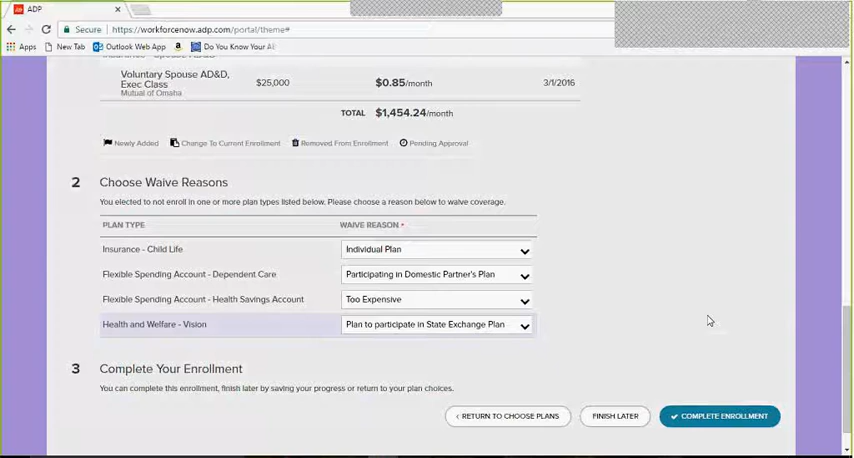 ADP
Secure https://workforcenow.adp.com/portal/theme#
Apps New Tab Outlook Web App Do You Know Your Al
Insurance - Spouse AD&D
Voluntary Spouse AD&D, $25,000 $0.85/month 3/1/2016
Exec Class
Mutual of Omaha
TOTAL $1,454.24/month
Newly Added Change To Current Enrollment Removed From Enrollment Pending Approval
2 Choose Waive Reasons
You elected to not enroll in one or more plan types listed below. Please choose a reason below to waive coverage.
PLAN TYPE WAIVE REASON *
Insurance - Child Life Individual Plan
Flexible Spending Account - Dependent Care Participating in Domestic Partner's Plan
Flexible Spending Account - Health Savings Account Too Expensive
Health and Welfare - Vision Plan to participate in State Exchange Plan
3 Complete Your Enrollment
You can complete this enrollment, finish later by saving your progress or return to your plan choices.
‹ RETURN TO CHOOSE PLANS FINISH LATER ✓ COMPLETE ENROLLMENT